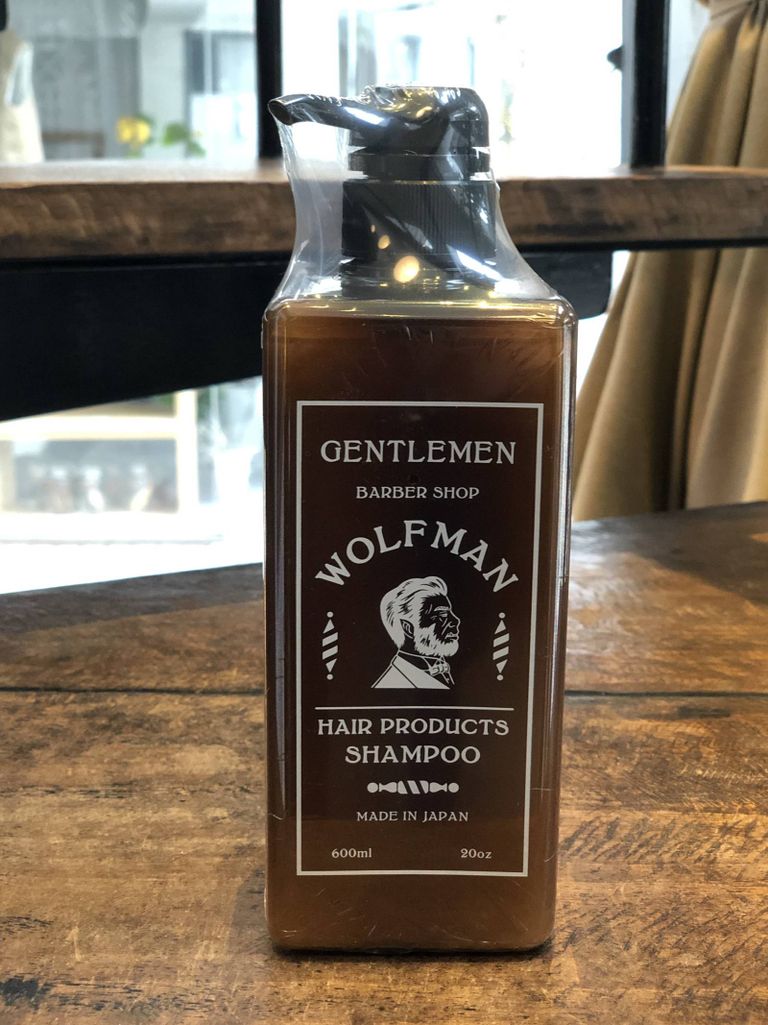 GENTLEMEN
BARBER SHOP
WOLFMAN
HAIR PRODUCTS
SHAMPOO
MADE IN JAPAN
600ml 20oz